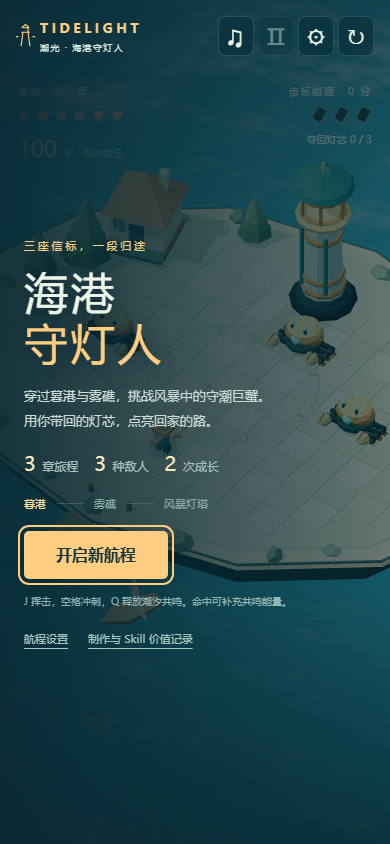 TIDELIGHT
潮光 · 海港守灯人
信标能源 · 0 分
夺回灯芯 0 / 3
100
三座信标，一段归途
海港
守灯人
穿过暮港与雾礁，挑战风暴中的守潮巨蟹。
用你带回的灯芯，点亮回家的路。
3 章旅程 3 种敌人 2 次成长
暮港 雾礁 风暴灯塔
开启新航程
J 挥击，空格冲刺，Q 释放潮汐共鸣。命中可补充共鸣能量。
航程设置 制作与 Skill 价值记录